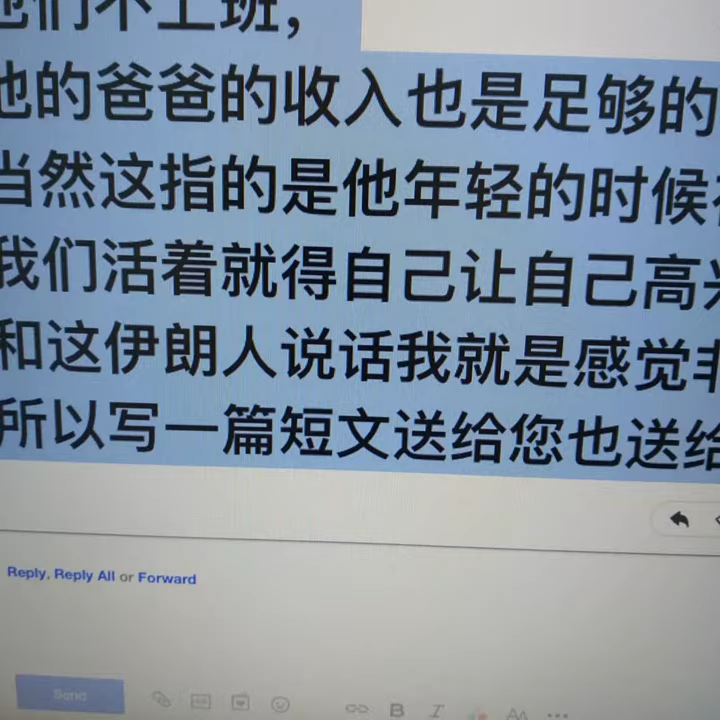 他们不上班，
他的爸爸的收入也是足够的
当然这指的是他年轻的时候
我们活着就得自己让自己高兴
和这伊朗人说话我就是感觉
所以写一篇短文送给您也送给
Reply, Reply All or Forward
Send
B I AA